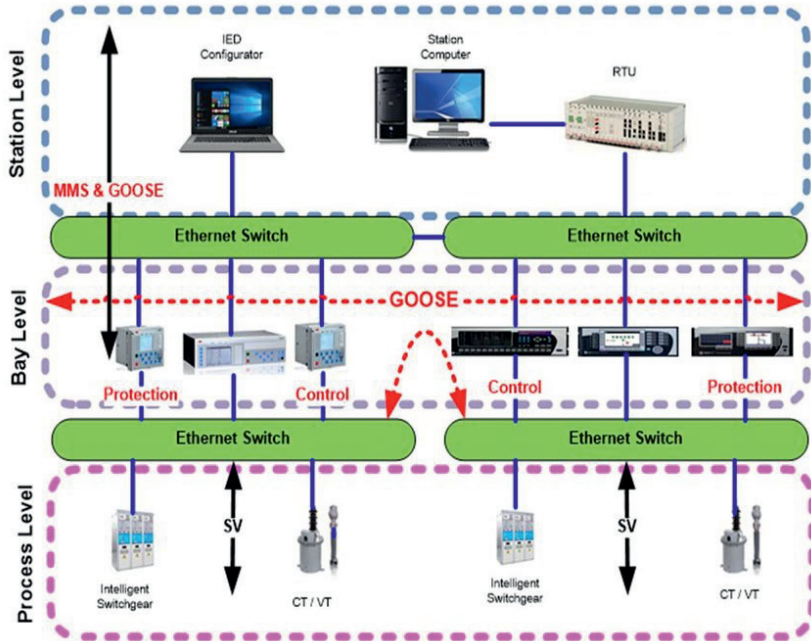 Station Level
IED
Configurator
Station
Computer
RTU
MMS & GOOSE
Ethernet Switch
Ethernet Switch
Bay Level
GOOSE
Protection
Control
Control
Protection
Ethernet Switch
Ethernet Switch
Process Level
SV
SV
Intelligent
Switchgear
CT / VT
Intelligent
Switchgear
CT / VT